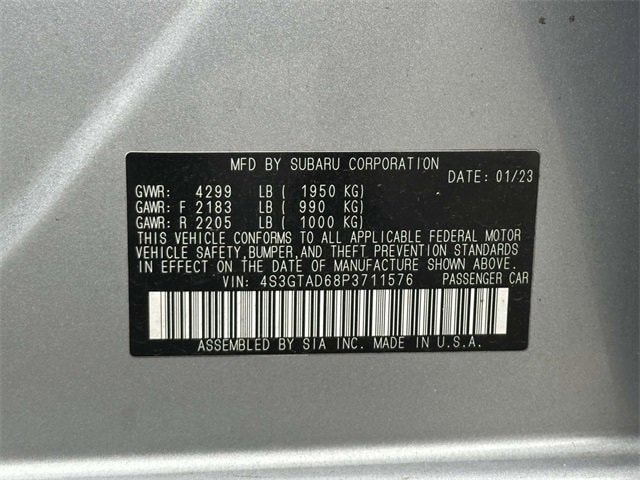 MFD BY SUBARU CORPORATION
DATE: 01/23
GVWR: 4299 LB ( 1950 KG)
GAWR: F 2183 LB ( 990 KG)
GAWR: R 2205 LB ( 1000 KG)
THIS VEHICLE CONFORMS TO ALL APPLICABLE FEDERAL MOTOR
VEHICLE SAFETY, BUMPER, AND THEFT PREVENTION STANDARDS
IN EFFECT ON THE DATE OF MANUFACTURE SHOWN ABOVE.
VIN: 4S3GTAD68P3711576 PASSENGER CAR
ASSEMBLED BY SIA INC. MADE IN U.S.A.